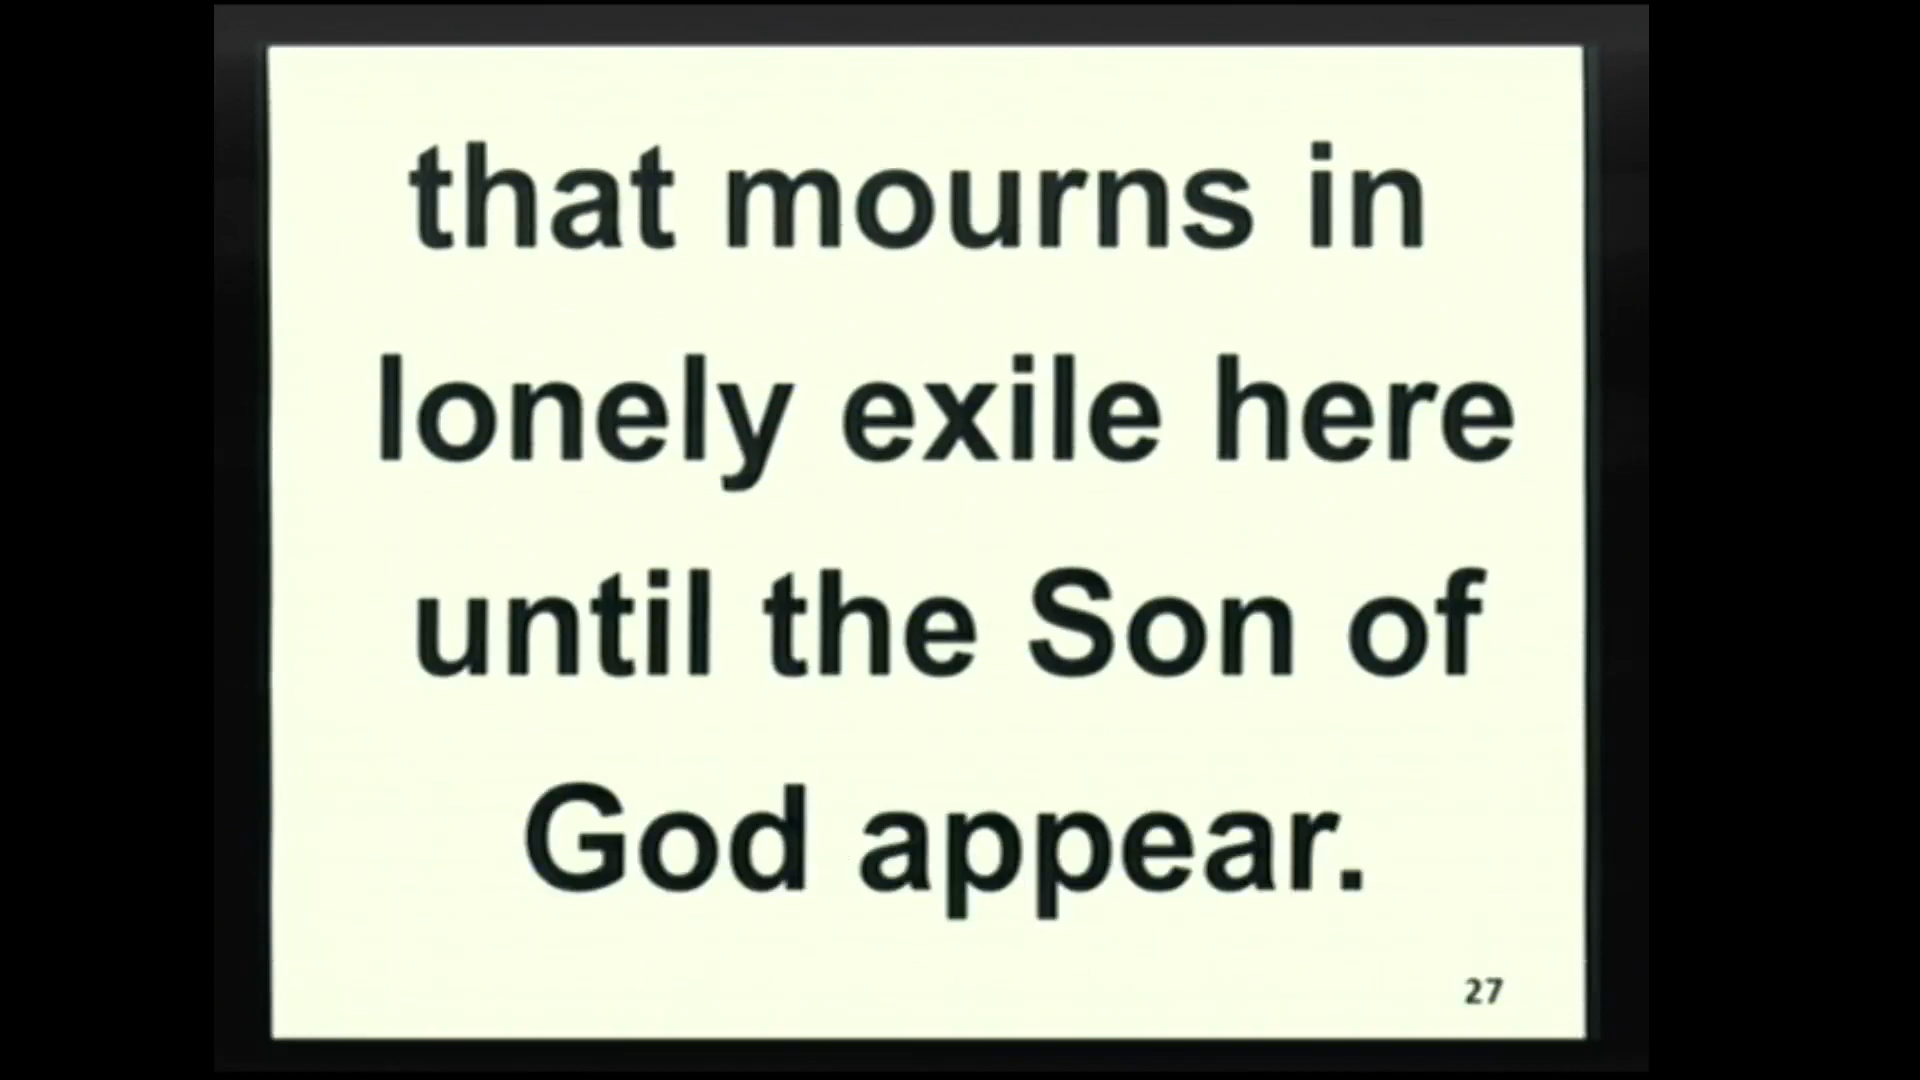 that mourns in
lonely exile here
until the Son of
God appear.
27